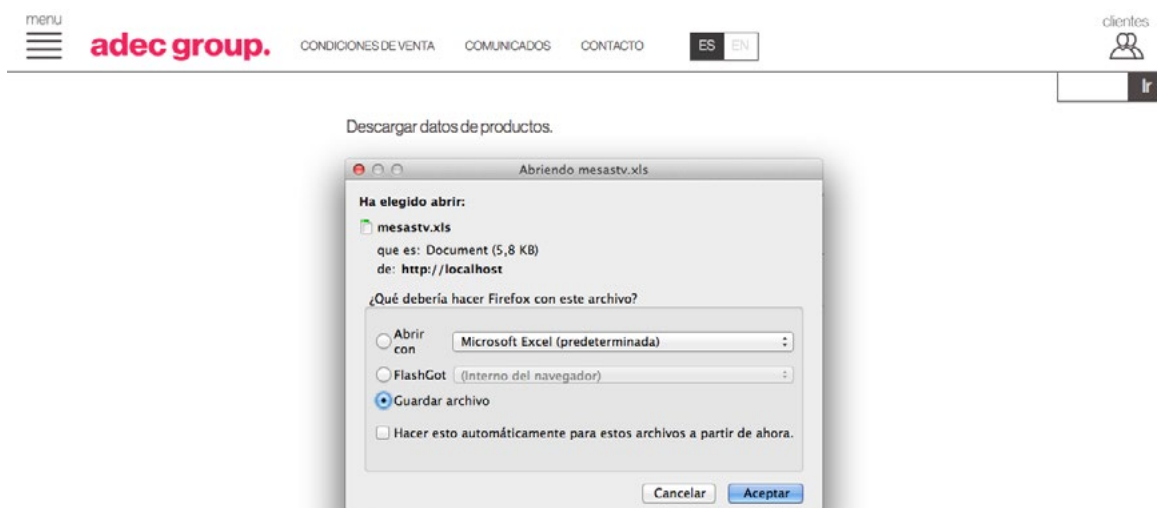 menu
adec group.
CONDICIONES DE VENTA
COMUNICADOS
CONTACTO
ES EN
clientes
Ir
Descargar datos de productos.
Abriendo mesastv.xls
Ha elegido abrir:
mesastv.xls
que es: Document (5,8 KB)
de: http://localhost
¿Qué debería hacer Firefox con este archivo?
Abrir
con
Microsoft Excel (predeterminada)
FlashGot (Interno del navegador)
Guardar archivo
Hacer esto automáticamente para estos archivos a partir de ahora.
Cancelar Aceptar